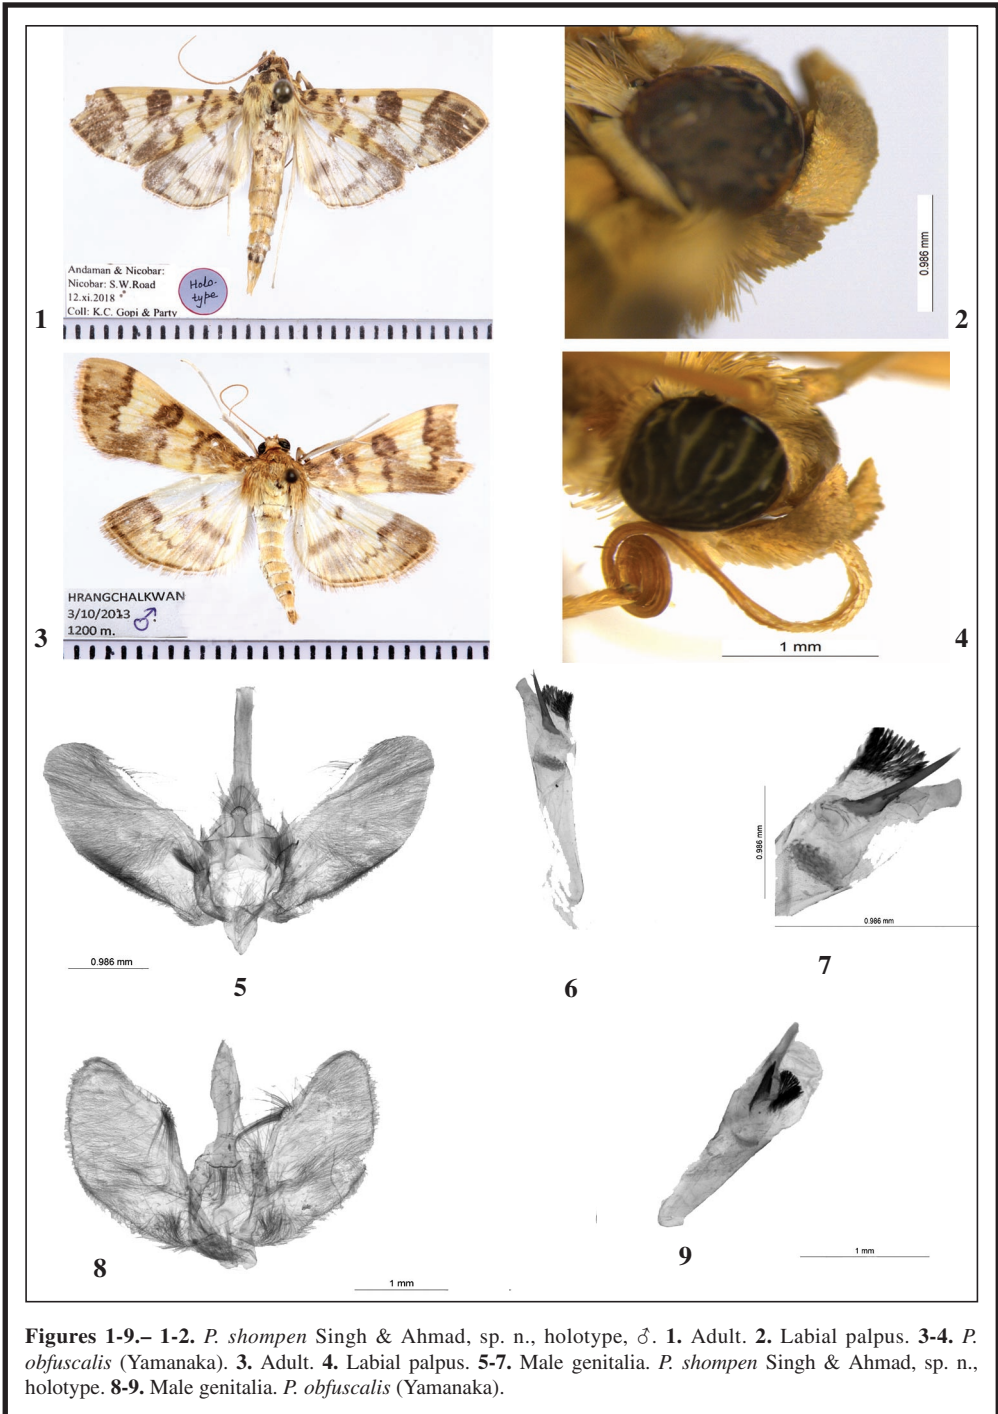 Andaman & Nicobar:
Nicobar: S.W.Road
12.xi.2018
Coll: K.C. Gopi & Party
Holo-
type
1
0.986 mm
2
HRANGCHALKWAN
3/10/2013 ♂
1200 m.
3
1 mm
4
0.986 mm
5
6
0.986 mm
0.986 mm
7
8
1 mm
9
1 mm
Figures 1-9.– 1-2. P. shompen Singh & Ahmad, sp. n., holotype, ♂. 1. Adult. 2. Labial palpus. 3-4. P.
obfuscalis (Yamanaka). 3. Adult. 4. Labial palpus. 5-7. Male genitalia. P. shompen Singh & Ahmad, sp. n.,
holotype. 8-9. Male genitalia. P. obfuscalis (Yamanaka).